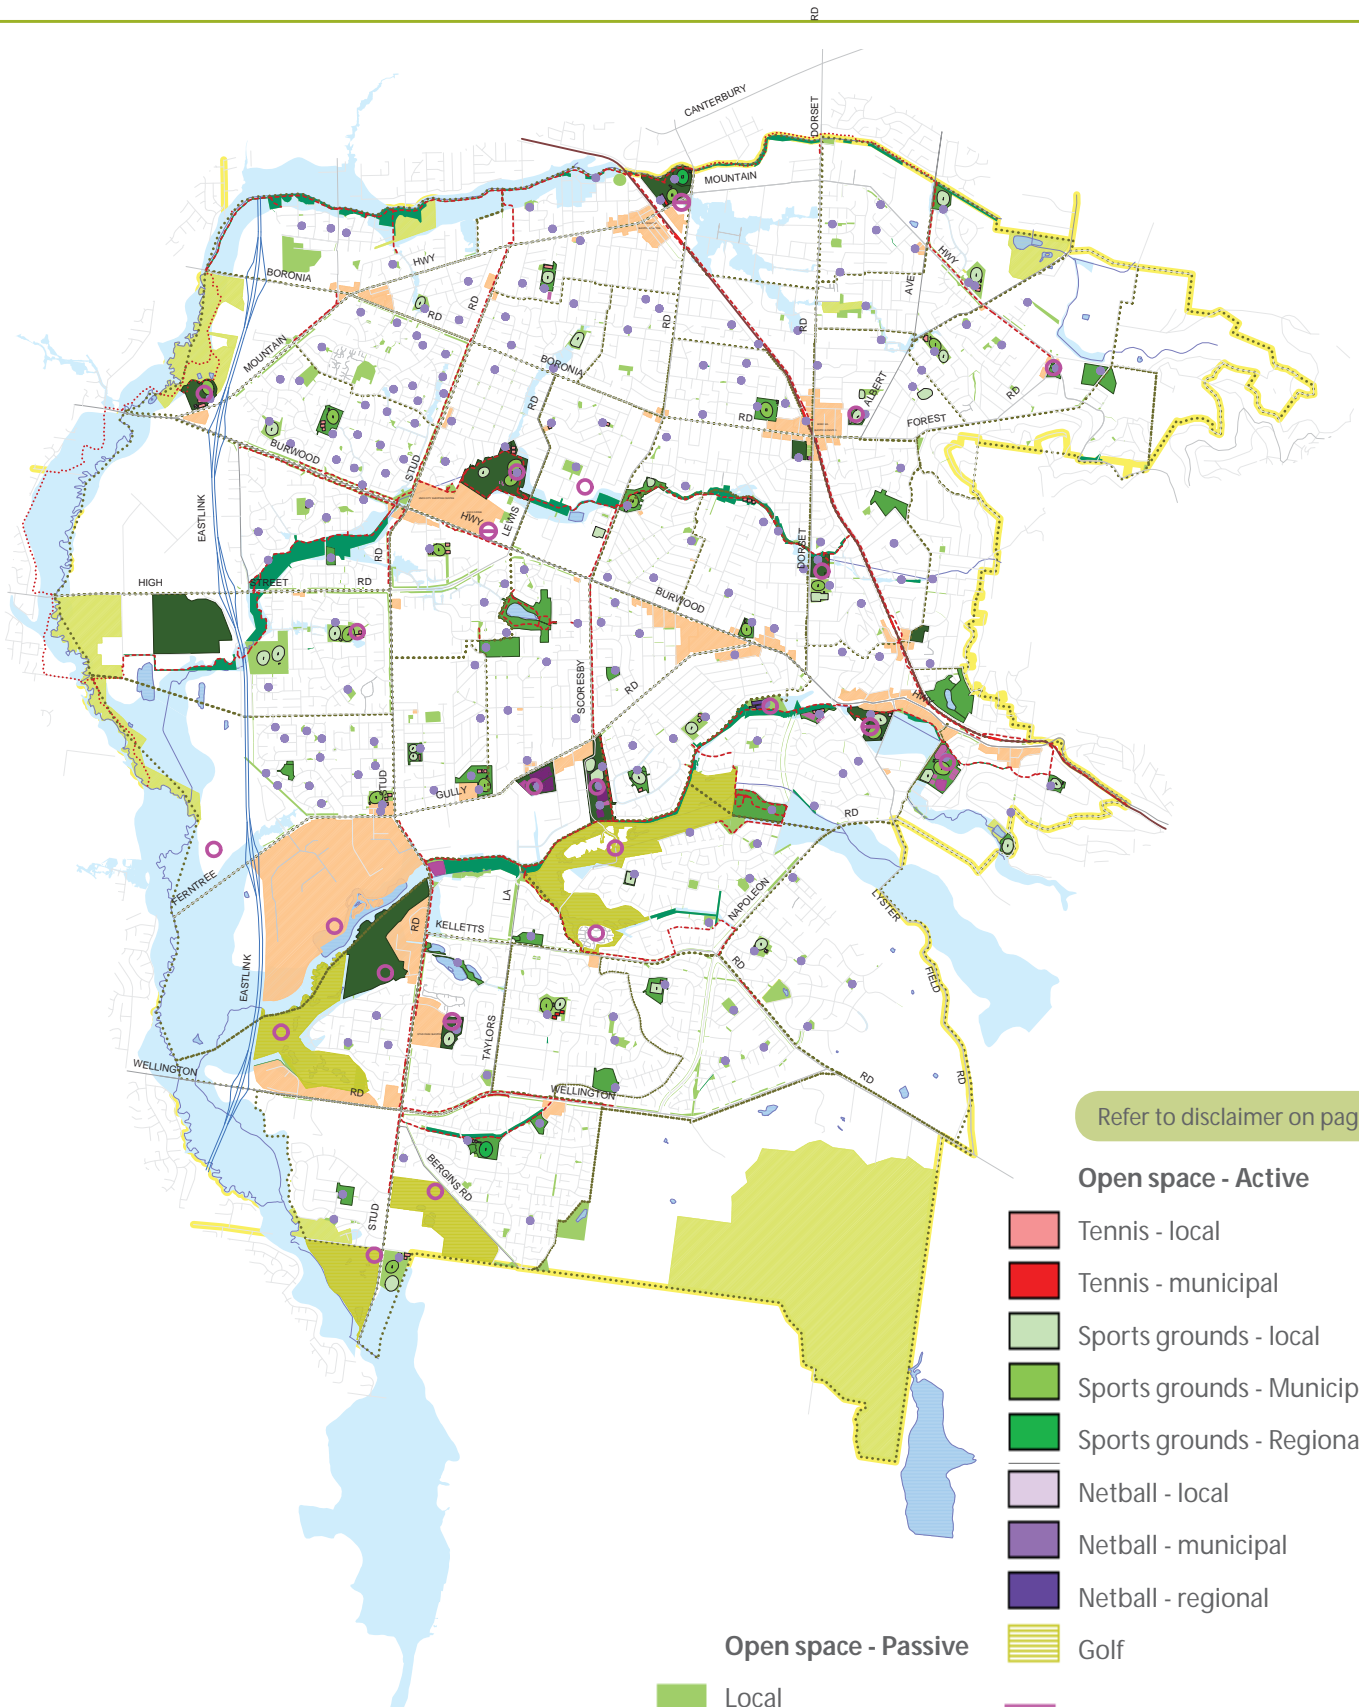 RD
CANTERBURY
DORSET
MOUNTAIN
HWY
BORONIA
HWY
AVE
RD
RD
RD
RD
MOUNTAIN
BORONIA
ALBERT
RD
RD
RD
FOREST
BURWOOD
STUD
EASTLINK
HWY
LEWIS
DORSET
RD
HIGH
STREET
RD
BURWOOD
SCORESBY
RD
HWY
STUD
GULLY
RD
FERNTREE
LA
NAPOLEON
LYSTER
KELLETTS
RD
RD
FIELD
EASTLINK
TAYLORS
WELLINGTON
RD
WELLINGTON
RD
RD
BERGINS RD
STUD
Refer to disclaimer on pag
Open space - Active
Tennis - local
Tennis - municipal
Sports grounds - local
Sports grounds - Municip
Sports grounds - Regiona
Netball - local
Netball - municipal
Netball - regional
Golf
Open space - Passive
Local